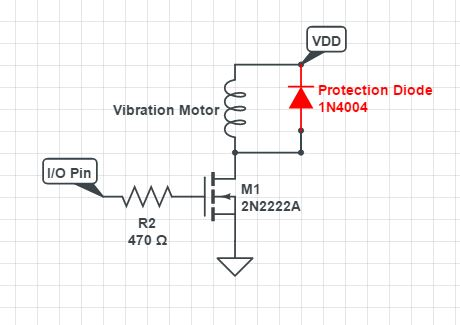 VDD
Protection Diode
1N4004
Vibration Motor
I/O Pin
M1
2N2222A
R2
470 Ω